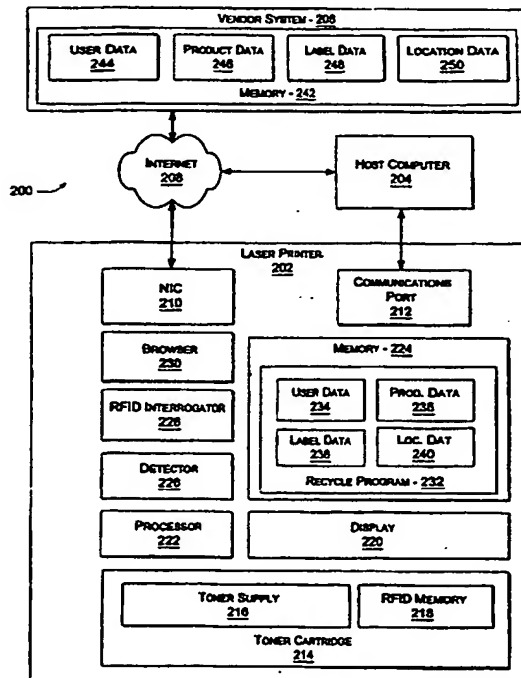 VENDOR SYSTEM - 206
USER DATA
244
PRODUCT DATA
246
LABEL DATA
248
LOCATION DATA
250
MEMORY - 242
INTERNET
208
HOST COMPUTER
204
200
LASER PRINTER
202
NIC
210
COMMUNICATIONS
PORT
212
BROWSER
230
MEMORY - 224
USER DATA
234
PROD. DATA
236
RFID INTERROGATOR
226
LABEL DATA
LOC. DAT
240
DETECTOR
RECYCLE PROGRAM - 232
PROCESSOR
222
DISPLAY
220
TONER SUPPLY
216
RFID MEMORY
218
TONER CARTRIDGE
214